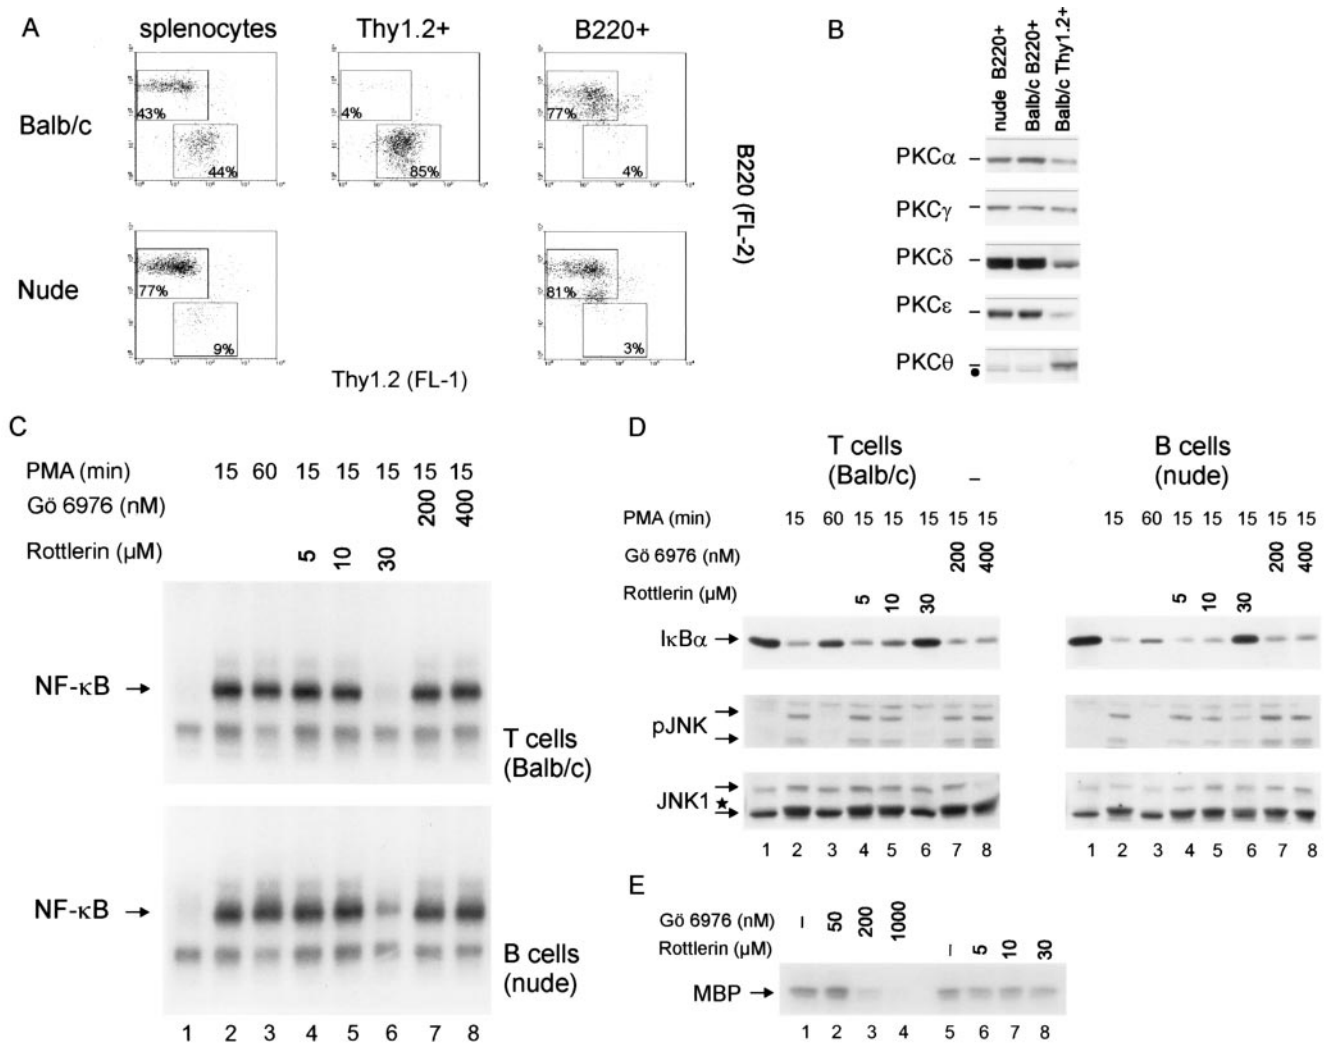 A
splenocytes
Thy1.2+
B220+
Balb/c
43%
44%
4%
85%
77%
4%
Nude
77%
9%
81%
3%
B220 (FL-2)
Thy1.2 (FL-1)
B
nude B220+
Balb/c B220+
Balb/c Thy1.2+
PKCα
PKCγ
PKCδ
PKCε
PKCθ
C
PMA (min) 15 60 15 15 15 15 15
Gö 6976 (nM) 200 400
Rottlerin (μM) 5 10 30
NF-κB
T cells
(Balb/c)
NF-κB
B cells
(nude)
1 2 3 4 5 6 7 8
D
T cells
(Balb/c)
–
B cells
(nude)
PMA (min) 15 60 15 15 15 15 15 15 60 15 15 15 15 15
Gö 6976 (nM) 200 400 200 400
Rottlerin (μM) 5 10 30 5 10 30
IκBα
pJNK
JNK1★
1 2 3 4 5 6 7 8 1 2 3 4 5 6 7 8
E
Gö 6976 (nM) – 50 200 1000
Rottlerin (μM) – 5 10 30
MBP
1 2 3 4 5 6 7 8